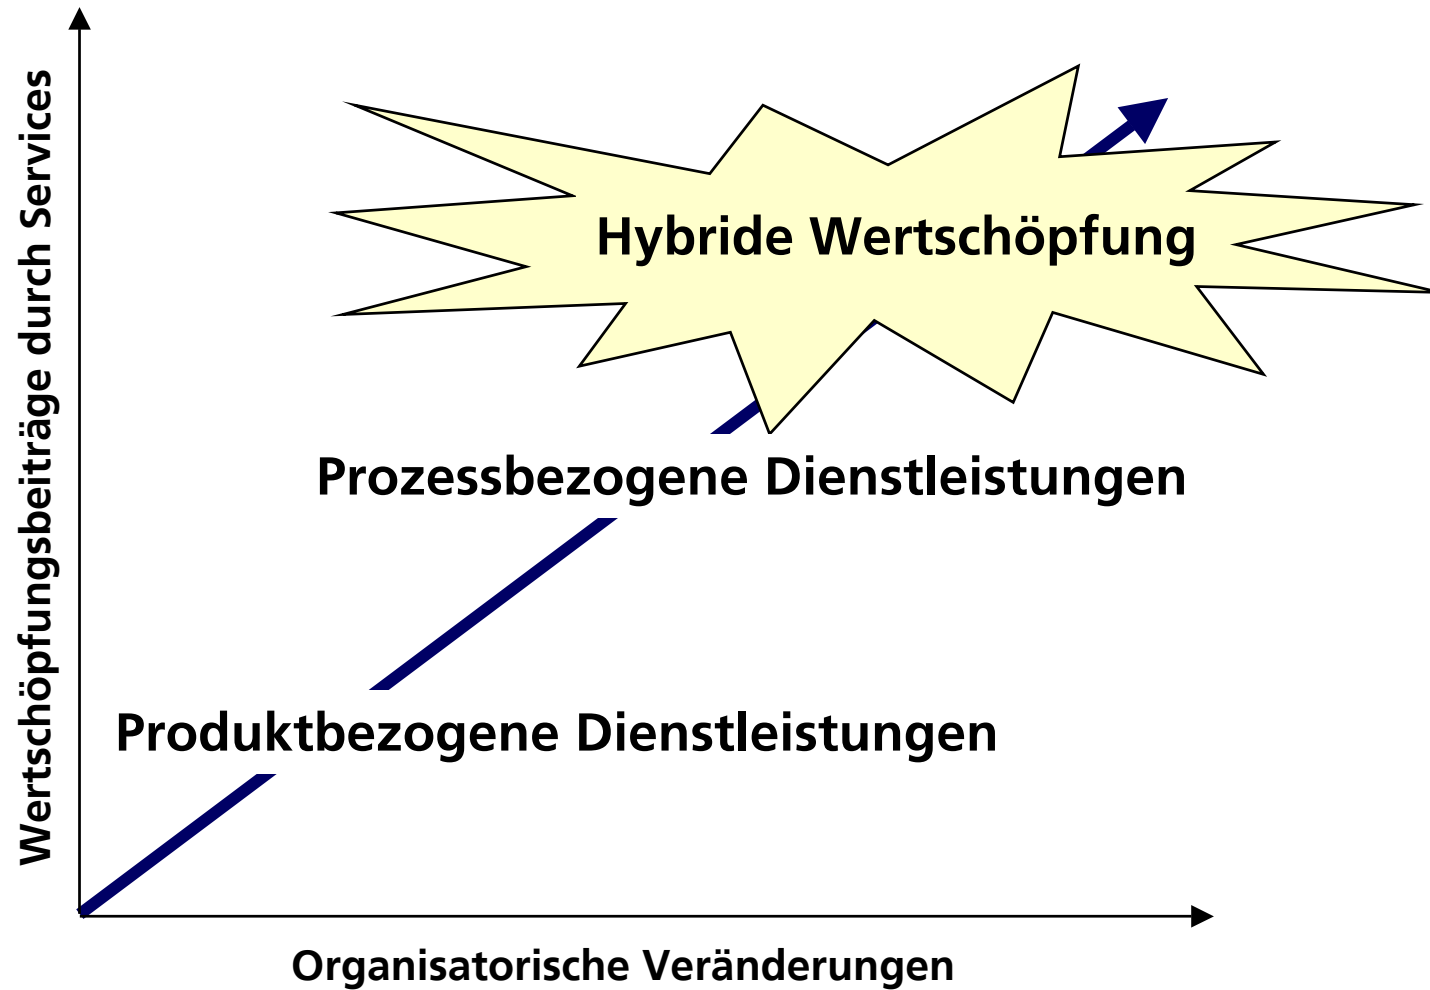 Wertschöpfungsbeiträge durch Services
Hybride Wertschöpfung
Prozessbezogene Dienstleistungen
Produktbezogene Dienstleistungen
Organisatorische Veränderungen